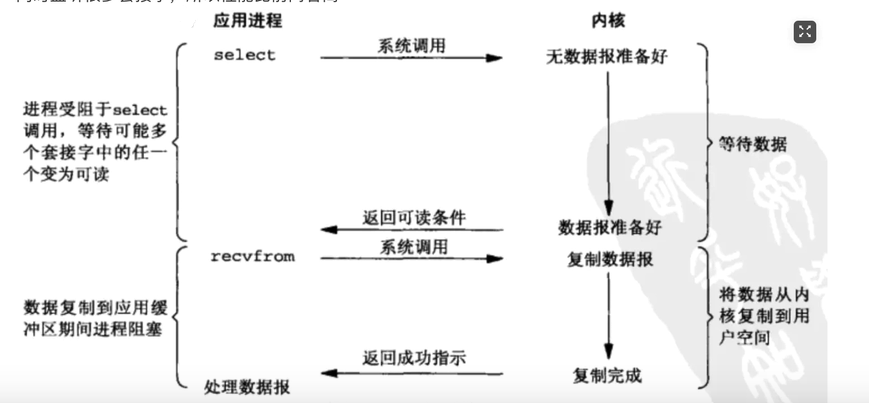 应用进程
内核
select
系统调用
无数据报准备好
进程受阻于select
调用，等待可能多
个套接字中的任一
个变为可读
等待数据
返回可读条件
数据报准备好
recvfrom
系统调用
复制数据报
数据复制到应用缓
冲区期间进程阻塞
将数据从内
核复制到用
户空间
返回成功指示
复制完成
处理数据报